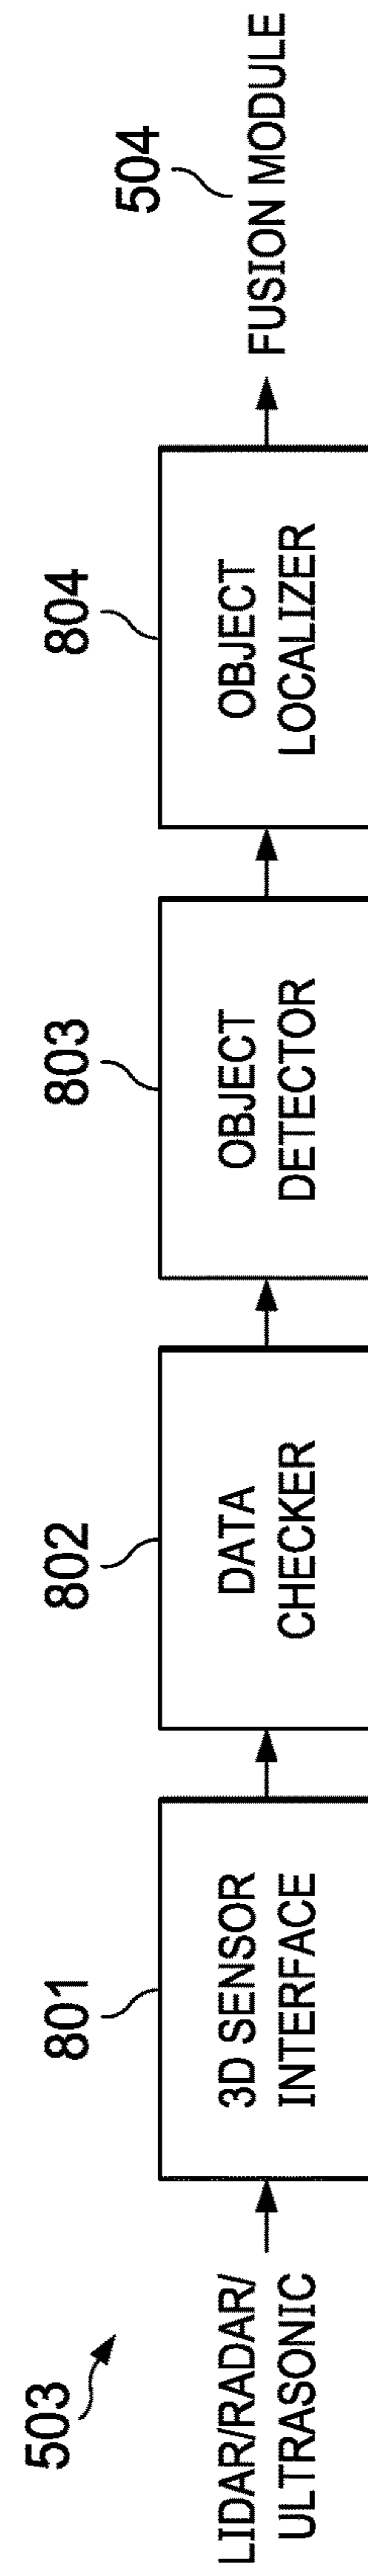 503
LIDAR/RADAR/
ULTRASONIC
801
3D SENSOR
INTERFACE
802
DATA
CHECKER
803
OBJECT
DETECTOR
804
OBJECT
LOCALIZER
504
FUSION MODULE